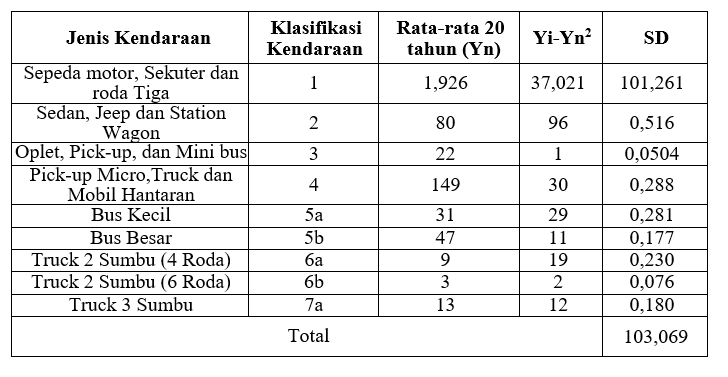 Jenis Kendaraan Klasifikasi Kendaraan Rata-rata 20 tahun (Yn) Yi-Yn² SD
Sepeda motor, Sekuter dan roda Tiga 1 1,926 37,021 101,261
Sedan, Jeep dan Station Wagon 2 80 96 0,516
Oplet, Pick-up, dan Mini bus 3 22 1 0,0504
Pick-up Micro,Truck dan Mobil Hantaran 4 149 30 0,288
Bus Kecil 5a 31 29 0,281
Bus Besar 5b 47 11 0,177
Truck 2 Sumbu (4 Roda) 6a 9 19 0,230
Truck 2 Sumbu (6 Roda) 6b 3 2 0,076
Truck 3 Sumbu 7a 13 12 0,180
Total 103,069